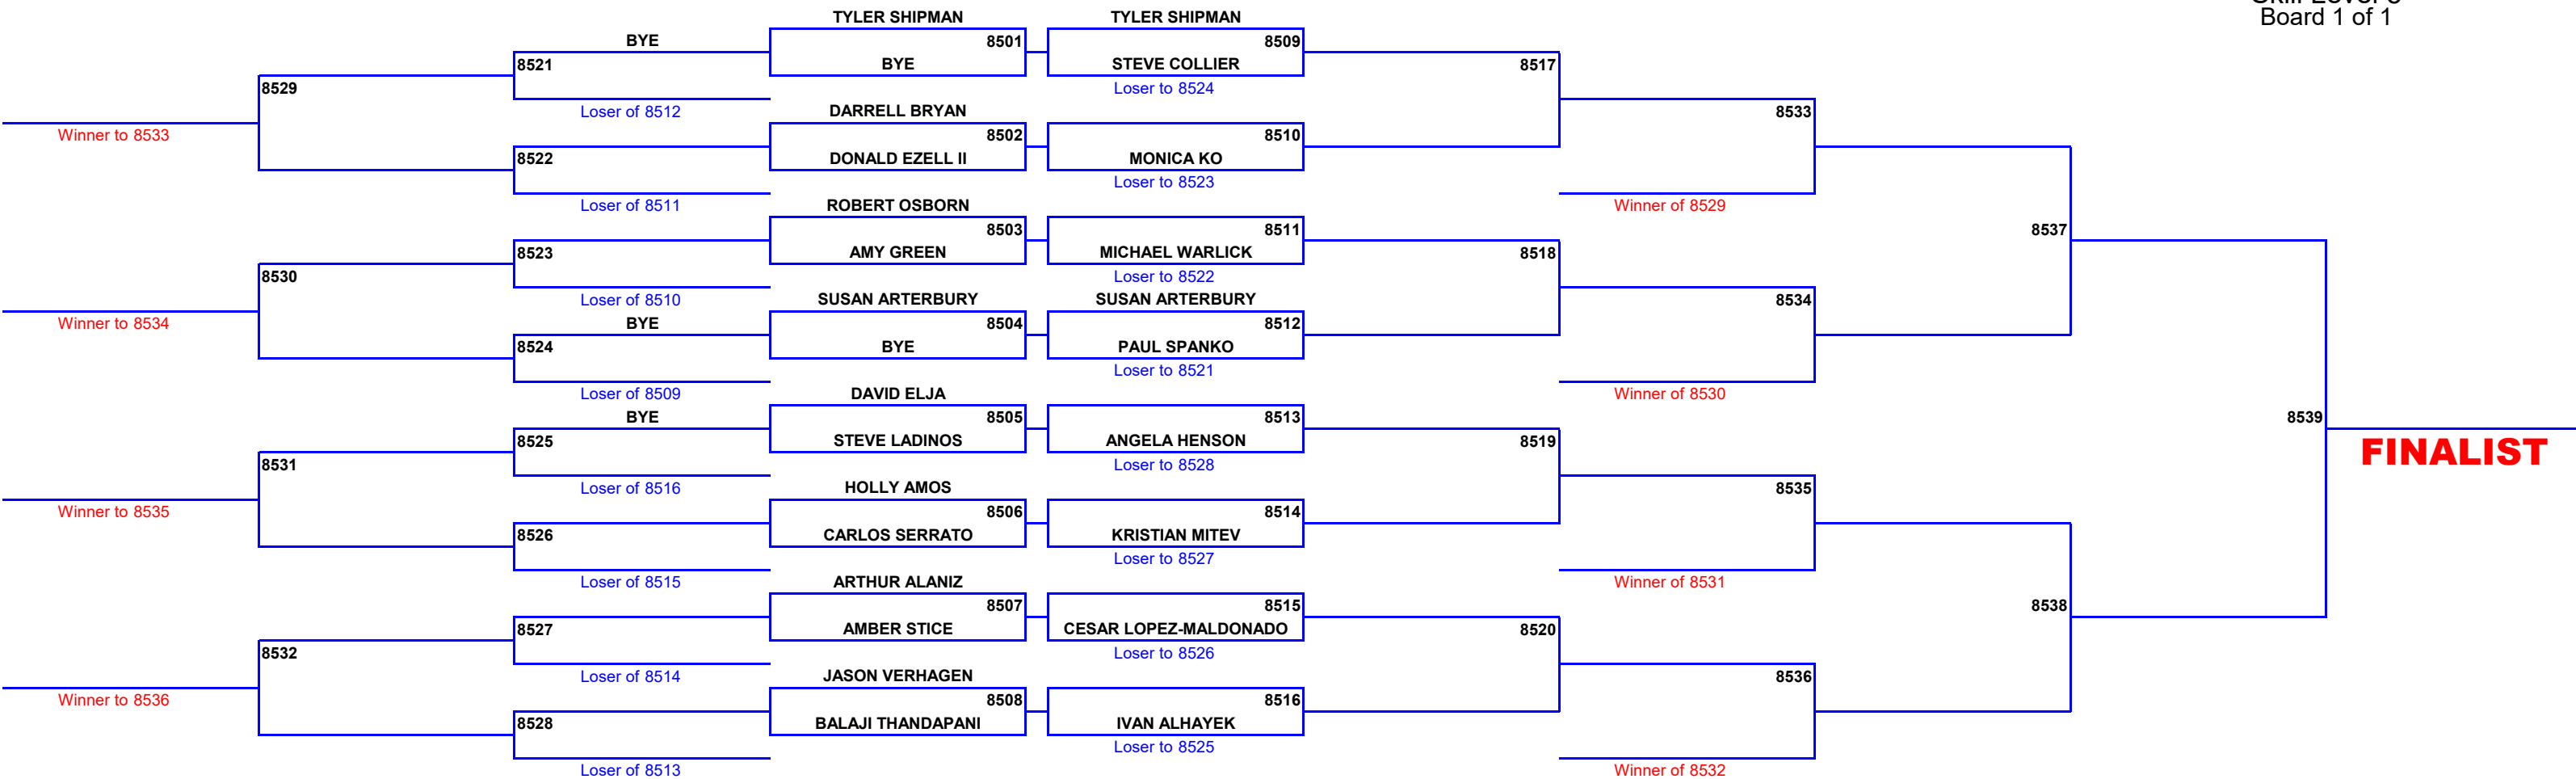 Board 1 of 1
TYLER SHIPMAN
TYLER SHIPMAN
BYE
8501
8509
8521
BYE
STEVE COLLIER
8517
8529
Loser to 8524
Loser of 8512
DARRELL BRYAN
8533
Winner to 8533
8502
8510
8522
DONALD EZELL II
MONICA KO
Loser to 8523
Loser of 8511
ROBERT OSBORN
Winner of 8529
8503
8511
8537
8523
AMY GREEN
MICHAEL WARLICK
8518
8530
Loser to 8522
Loser of 8510
SUSAN ARTERBURY
SUSAN ARTERBURY
8534
Winner to 8534
BYE
8504
8512
8524
BYE
PAUL SPANKO
Loser to 8521
Loser of 8509
DAVID ELJA
Winner of 8530
BYE
8505
8513
8539
8525
STEVE LADINOS
ANGELA HENSON
8519
FINALIST
8531
Loser to 8528
Loser of 8516
HOLLY AMOS
8535
Winner to 8535
8506
8514
8526
CARLOS SERRATO
KRISTIAN MITEV
Loser to 8527
Loser of 8515
ARTHUR ALANIZ
Winner of 8531
8507
8515
8538
8527
AMBER STICE
CESAR LOPEZ-MALDONADO
8520
8532
Loser to 8526
Loser of 8514
JASON VERHAGEN
8536
Winner to 8536
8508
8516
8528
BALAJI THANDAPANI
IVAN ALHAYEK
Loser to 8525
Loser of 8513
Winner of 8532